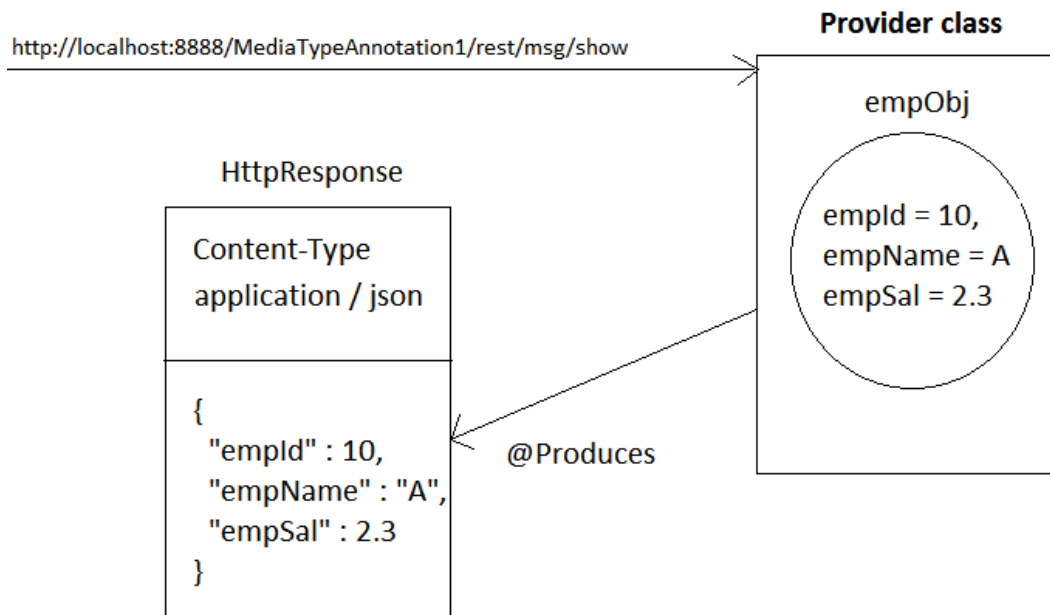 Provider class
http://localhost:8888/MediaTypeAnnotation1/rest/msg/show
empObj
empId = 10,
empName = A
empSal = 2.3
HttpResponse
Content-Type
application / json
{
"empId" : 10,
"empName" : "A",
"empSal" : 2.3
}
@Produces